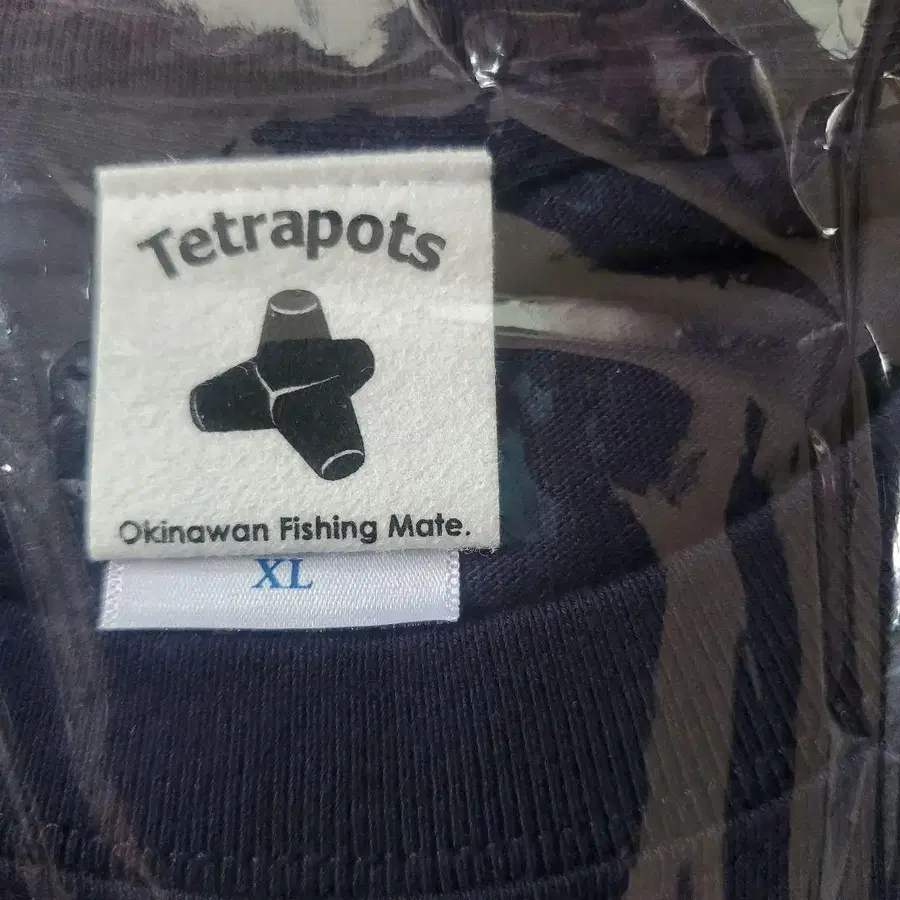 Tetrapots
Okinawan Fishing Mate.
XL